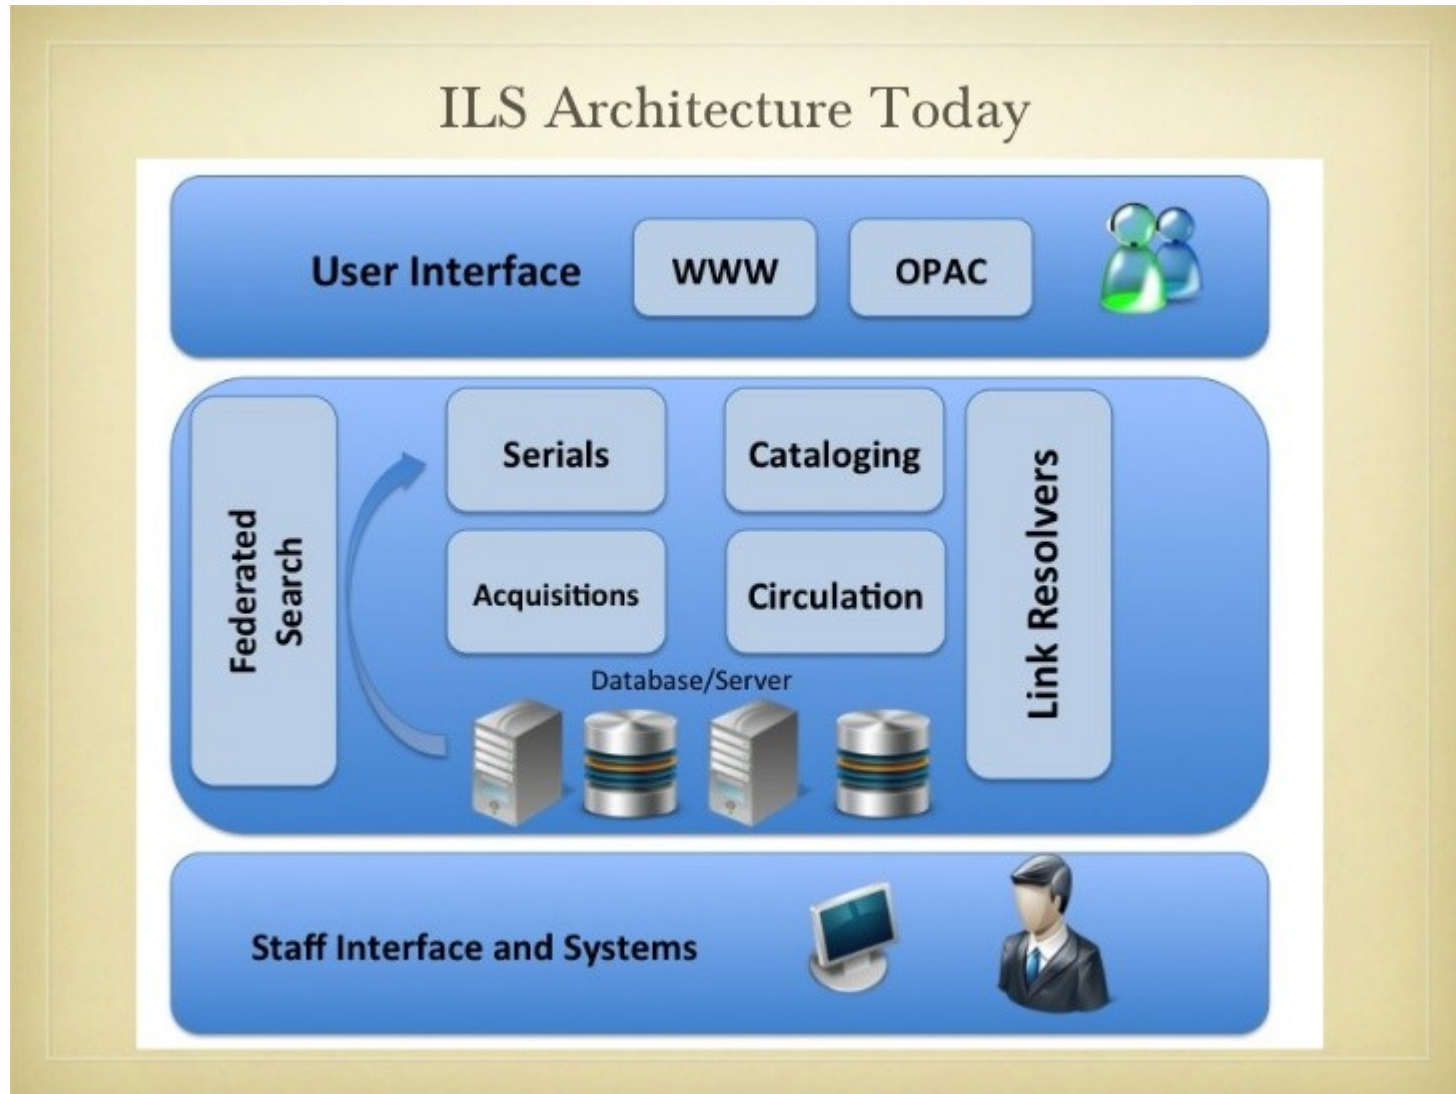 ILS Architecture Today
User Interface
WWW
OPAC
Federated
Search
Serials
Cataloging
Acquisitions
Circulation
Link Resolvers
Database/Server
Staff Interface and Systems